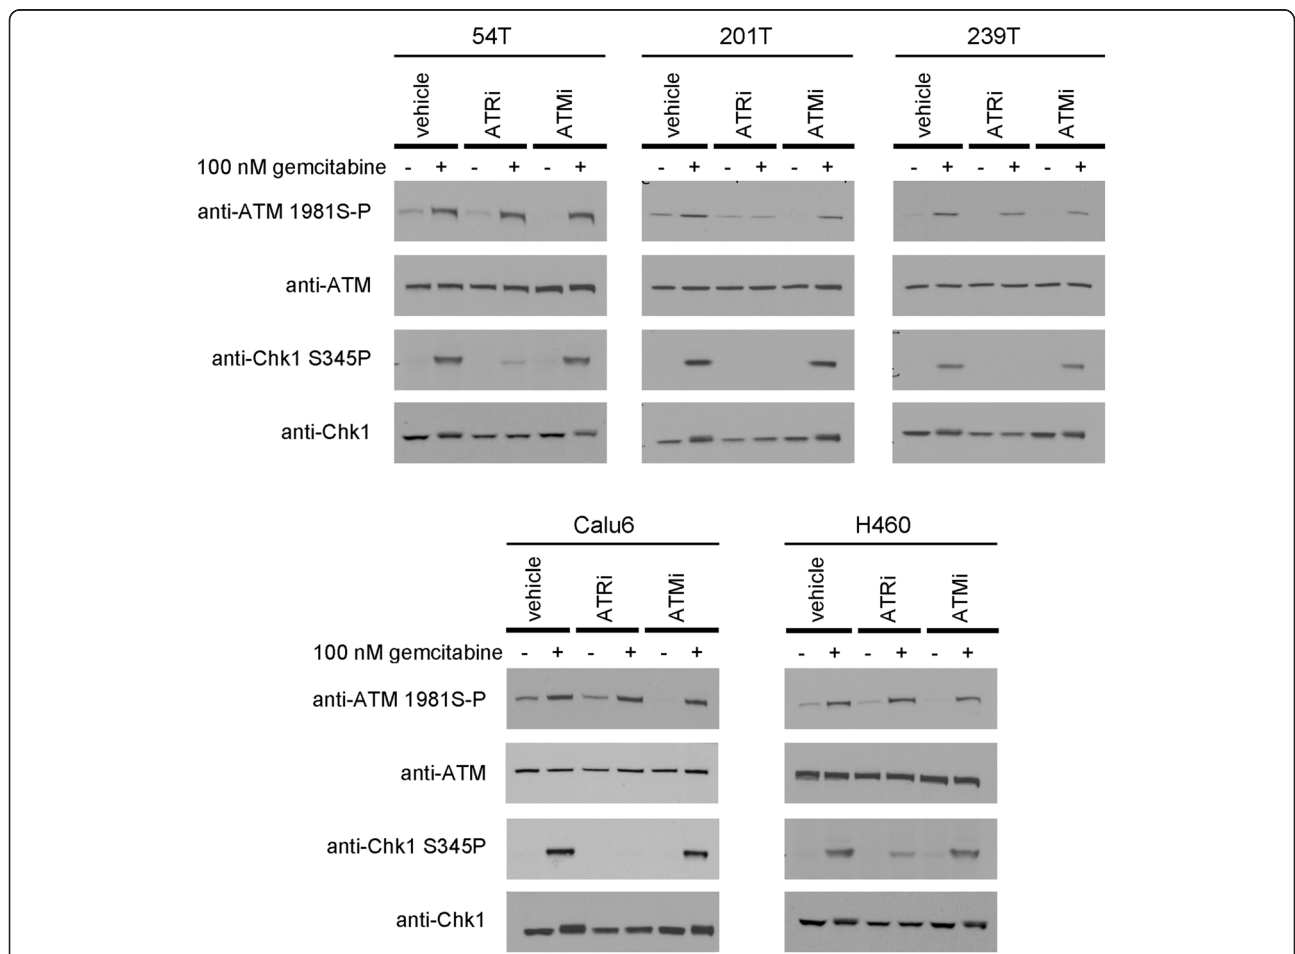 54T 201T 239T
vehicle ATRi ATMi vehicle ATRi ATMi vehicle ATRi ATMi
100 nM gemcitabine - + - + - + - + - + - + - + - + - +
anti-ATM 1981S-P
anti-ATM
anti-Chk1 S345P
anti-Chk1
Calu6 H460
vehicle ATRi ATMi vehicle ATRi ATMi
100 nM gemcitabine - + - + - + - + - + - +
anti-ATM 1981S-P
anti-ATM
anti-Chk1 S345P
anti-Chk1